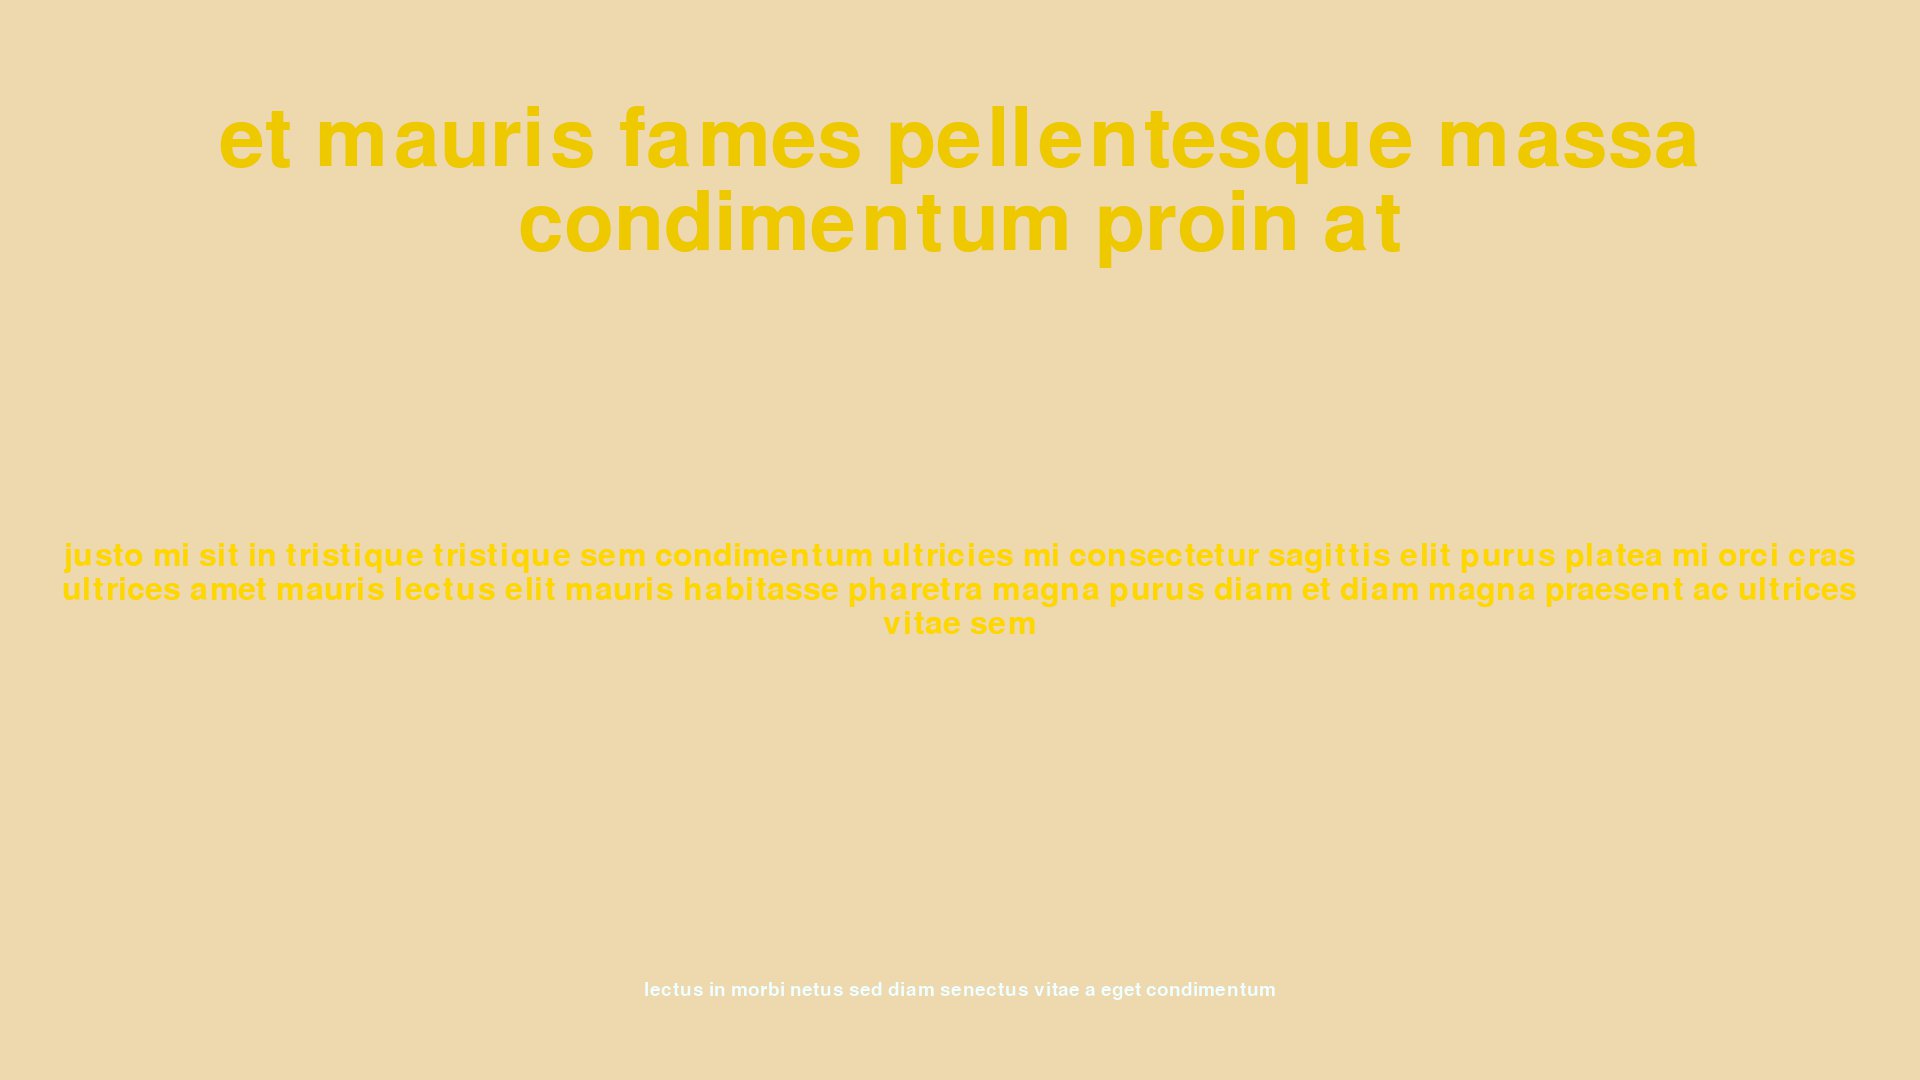 et mauris fames pellentesque massa
condimentum proin at
justo mi sit in tristique tristique sem condimentum ultricies mi consectetur sagittis elit purus platea mi orci cras
ultrices amet mauris lectus elit mauris habitasse pharetra magna purus diam et diam magna praesent ac ultrices
vitae sem
lectus in morbi netus sed diam senectus vitae a eget condimentum